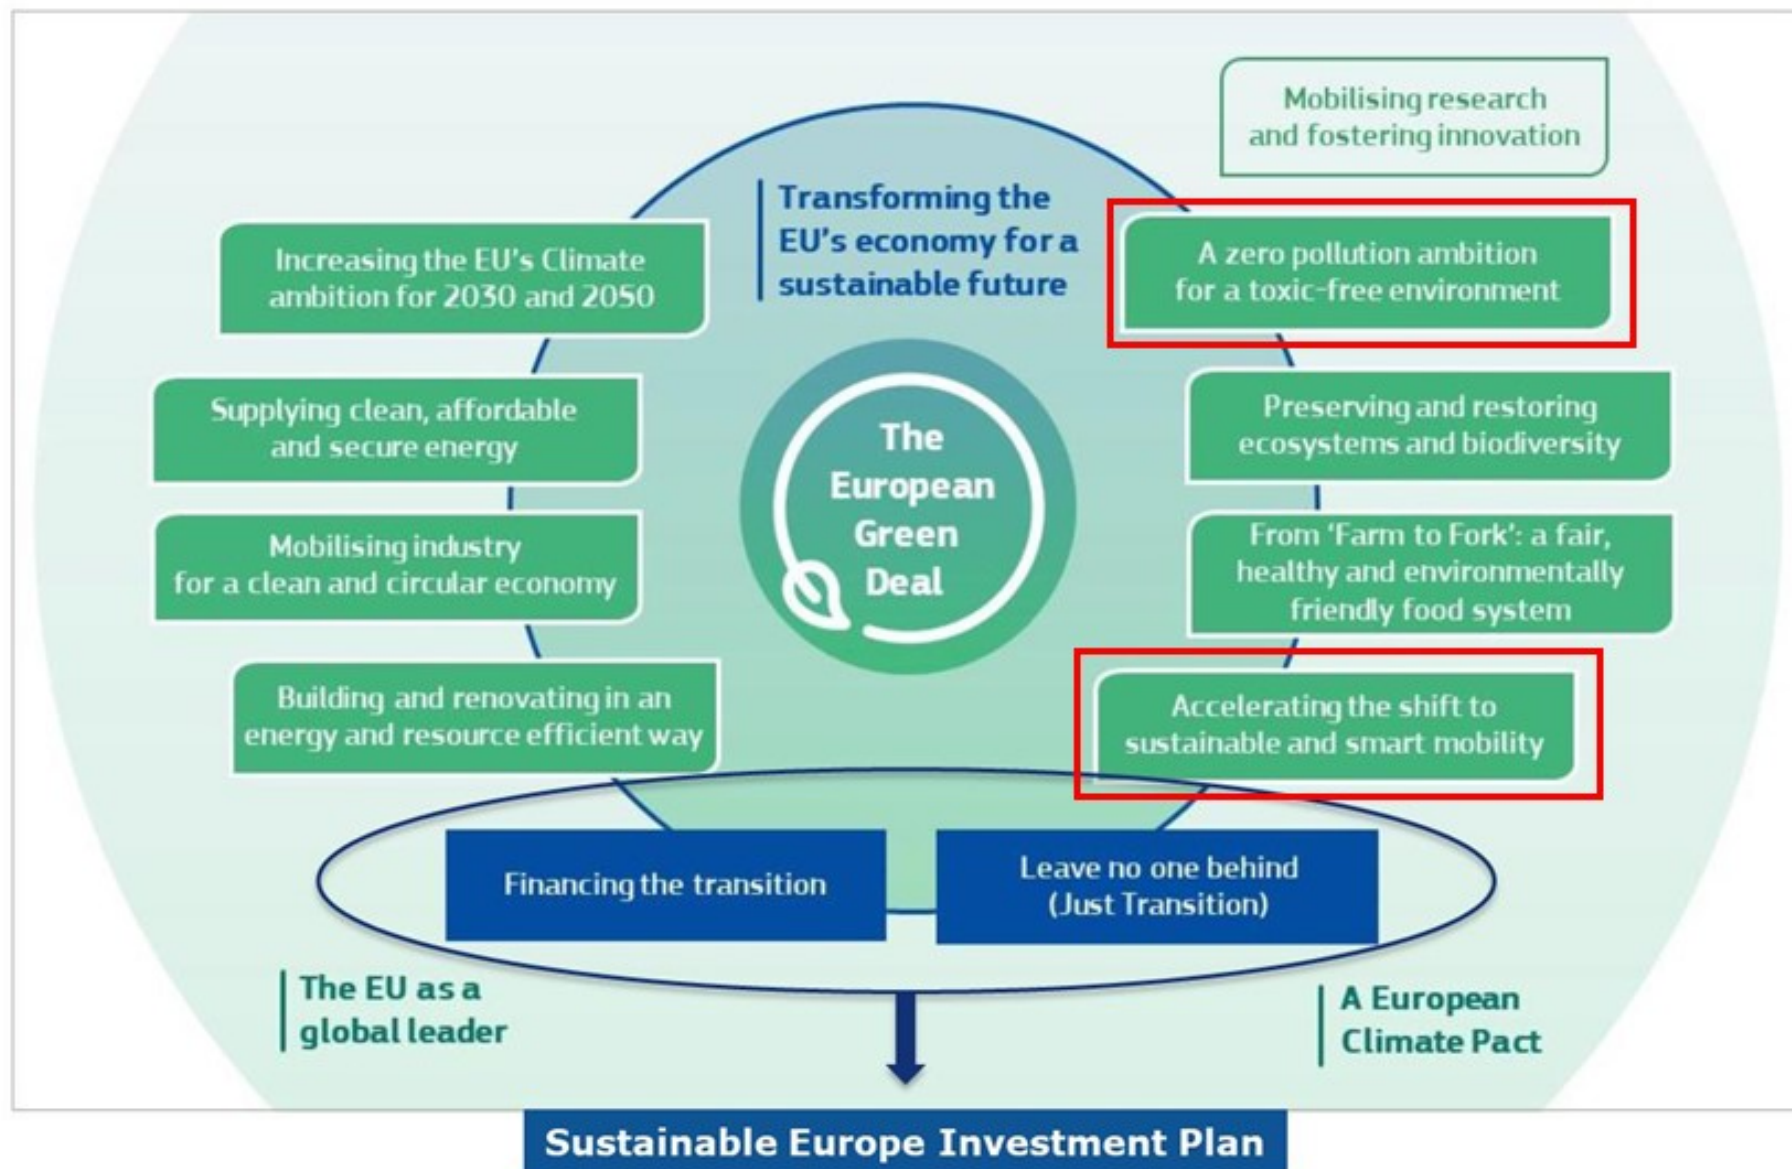 Mobilising research
and fostering innovation
Transforming the
EU's economy for a
sustainable future
Increasing the EU's Climate
ambition for 2030 and 2050
A zero pollution ambition
for a toxic-free environment
Supplying clean, affordable
and secure energy
Preserving and restoring
ecosystems and biodiversity
The
European
Green
Deal
Mobilising industry
for a clean and circular economy
From 'Farm to Fork': a fair,
healthy and environmentally
friendly food system
Building and renovating in an
energy and resource efficient way
Accelerating the shift to
sustainable and smart mobility
Financing the transition
Leave no one behind
(Just Transition)
The EU as a
global leader
A European
Climate Pact
Sustainable Europe Investment Plan